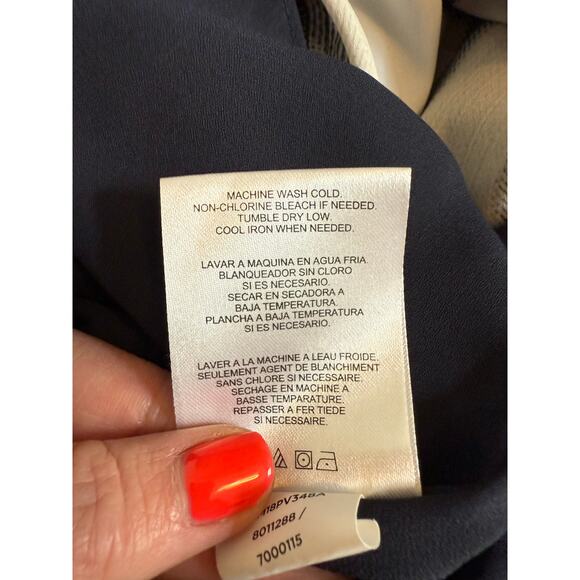 MACHINE WASH COLD.
NON-CHLORINE BLEACH IF NEEDED.
TUMBLE DRY LOW.
COOL IRON WHEN NEEDED.
LAVAR A MAQUINA EN AGUA FRIA.
BLANQUEADOR SIN CLORO
SI ES NECESARIO.
SECAR EN SECADORA A
BAJA TEMPERATURA.
PLANCHA A BAJA TEMPERATURA
SI ES NECESARIO.
LAVER A LA MACHINE A LEAU FROIDE.
SEULEMENT AGENT DE BLANCHIMENT
SANS CHLORE SI NECESSAIRE.
SECHAGE EN MACHINE A
BASSE TEMPARATURE.
REPASSER A FER TIEDE
SI NECESSAIRE.
8011288 /
7000115